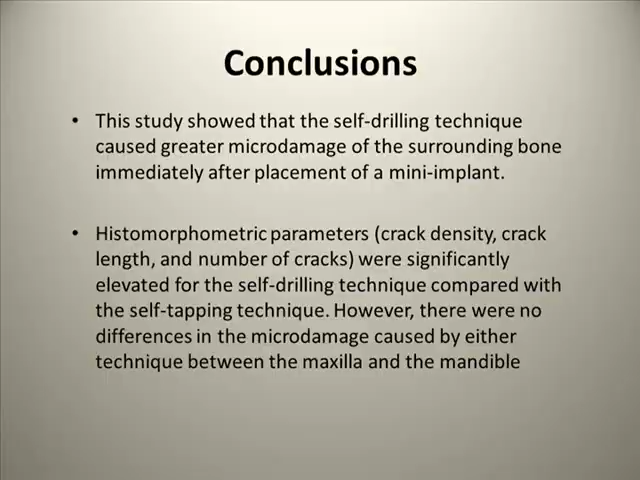 Conclusions
• This study showed that the self-drilling technique
caused greater microdamage of the surrounding bone
immediately after placement of a mini-implant.
• Histomorphometric parameters (crack density, crack
length, and number of cracks) were significantly
elevated for the self-drilling technique compared with
the self-tapping technique. However, there were no
differences in the microdamage caused by either
technique between the maxilla and the mandible